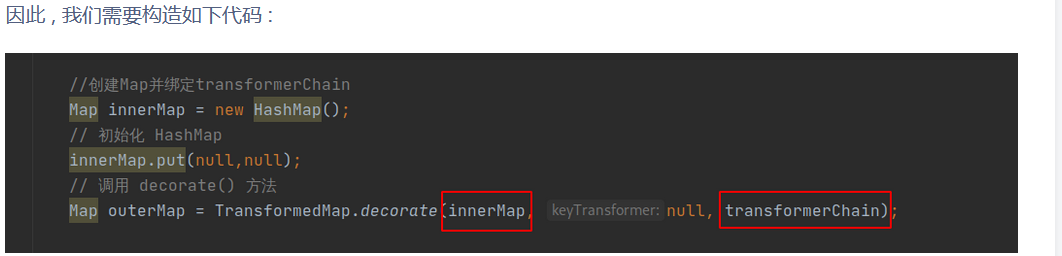 因此，我们需要构造如下代码：
//创建Map并绑定transformerChain
Map innerMap = new HashMap();
// 初始化 HashMap
innerMap.put(null,null);
// 调用 decorate() 方法
Map outerMap = TransformedMap.decorate(innerMap, keyTransformer: null, transformerChain);